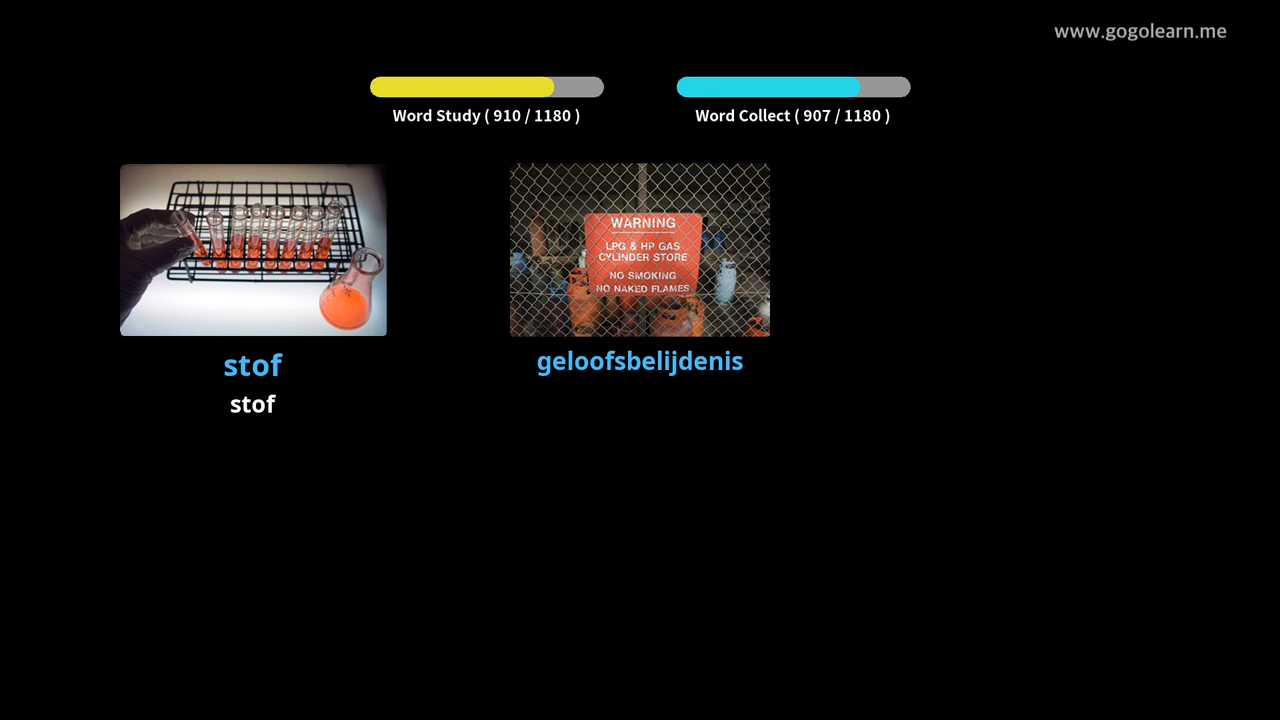 www.gogolearn.me
Word Study ( 910 / 1180 )
Word Collect ( 907 / 1180 )
WARNING
LPG & HP GAS
CYLINDER STORE
NO SMOKING
NO NAKED FLAMES
stof
geloofsbelijdenis
stof